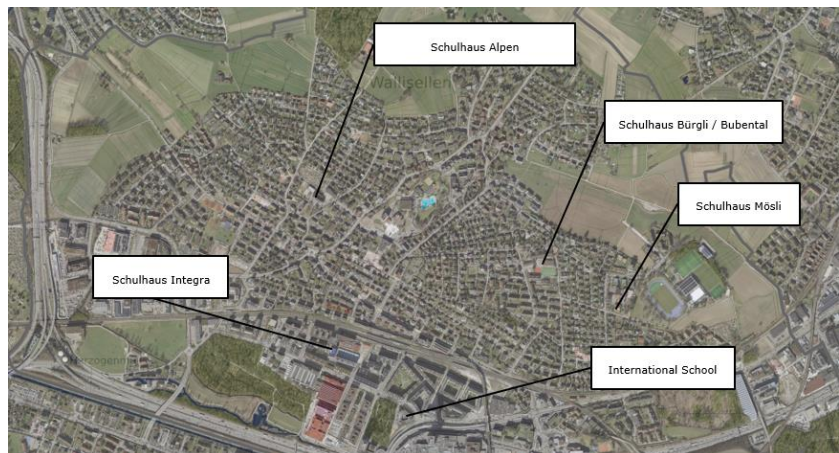 Schulhaus Alpen
Wallisellen
Schulhaus Bürgli / Bubental
Schulhaus Mösli
Schulhaus Integra
International School